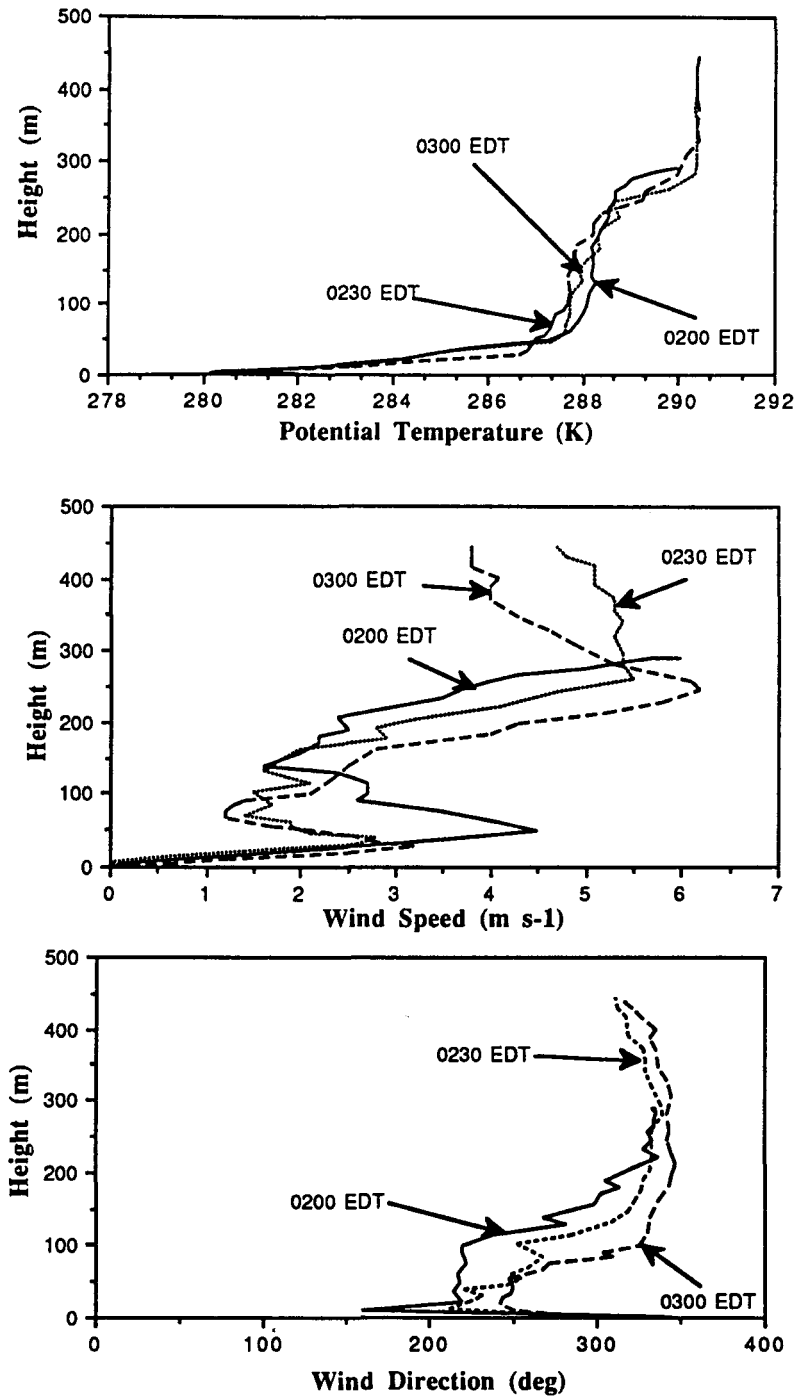 500
400
300
200
100
0
Height (m)
0300 EDT
0230 EDT
0200 EDT
278 280 282 284 286 288 290 292
Potential Temperature (K)
500
400
300
200
100
0
Height (m)
0300 EDT
0230 EDT
0200 EDT
0 1 2 3 4 5 6 7
Wind Speed (m s-1)
500
400
300
200
100
0
Height (m)
0230 EDT
0200 EDT
0300 EDT
0 100 200 300 400
Wind Direction (deg)